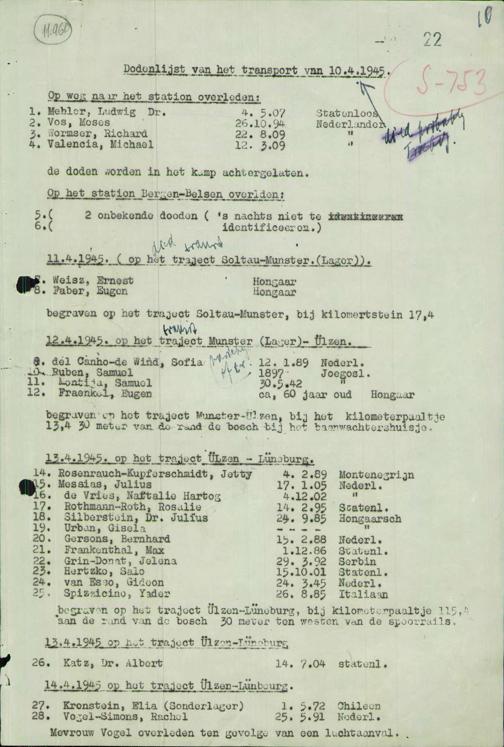 11.960
10
22
Dodenlijst van het transport vnn 10.4.1945.
S-753
Op wog naar het station overleden:
1. Mehler, Ludwig Dr. 4. 5.07 Statenloos
2. Vos, Moses 26.10.94 Nederlander
3. Wormser, Richard 22. 8.09 "
4. Valencia, Michael 12. 3.09 "
de doden worden in het kamp achtergelaten.
Op het station Bergen-Belsen overlden:
5.( 2 onbekende dooden ( 's nachts niet te
6.( identificeeren.)
died transit
11.4.1945. ( op het traject Soltau-Munster.(Lager)).
7. Weisz, Ernest Hongaar
8. Faber, Eugen Hongaar
begraven op het traject Soltau-Munster, bij kilomertstein 17,4
transit
12.4.1945. op het traject Munster (Lager)- Ülzen.
9. del Canho-de Wind, Sofia 12. 1.89 Nederl.
10. Ruben, Samuel 1897 Joegosl.
11. Samuel 30.5.42 "
12. Fraenkel, Eugen ca, 60 jaar oud Hongaar
begraven op het traject Munster-Ulzen, bij het kilometerpaaltje
13,4 30 meter van de rand de bosch bij het baanwachtershuisje.
13.4.1945. op het traject ÜLzen - Lüneburg.
14. Rosenrauch-Kupferschmidt, Jetty 4. 2.89 Montenegrijn
15. Messias, Julius 17. 1.05 Nederl.
16. de Vries, Naftalie Hartog 4.12.02 "
17. Rothmann-Roth, Rosalie 14. 2.95 Statenl.
18. Silberstein, Dr. Julfus 24. 9.85 Hongaarsch
19. Urban, Gisela - - - - "
20. Gersons, Bernhard 15. 2.88 Nederl.
21. Frankenthal, Max 1.12.86 Statenl.
22. Grin-Donat, Jelena 29. 3.92 Serbin
23. Hertzko, Salo 15.10.01 Statenl.
24. van Esso, Gideon 24. 3.45 Nederl.
25. Spizzicino, Yader 26. 8.85 Italiaan
begraven op het traject Ülzen-Lüneburg, bij kilometerpaaltje 115,4
aan de rand van de bosch 30 meter ten westen van de spoorrails.
13.4.1945 op het traject Ülzen-Lüneburg
26. Katz, Dr. Albert 14. 7.04 statenl.
14.4.1945 op het traject Ülzen-Lünbourg.
27. Kronstein, Elia (Sonderlager) 1. 5.72 Chileen
28. Vogel-Simons, Rachel 25. 5.91 Nederl.
Mevrouw Vogel overleden ten gevolge van een luchtaanval.